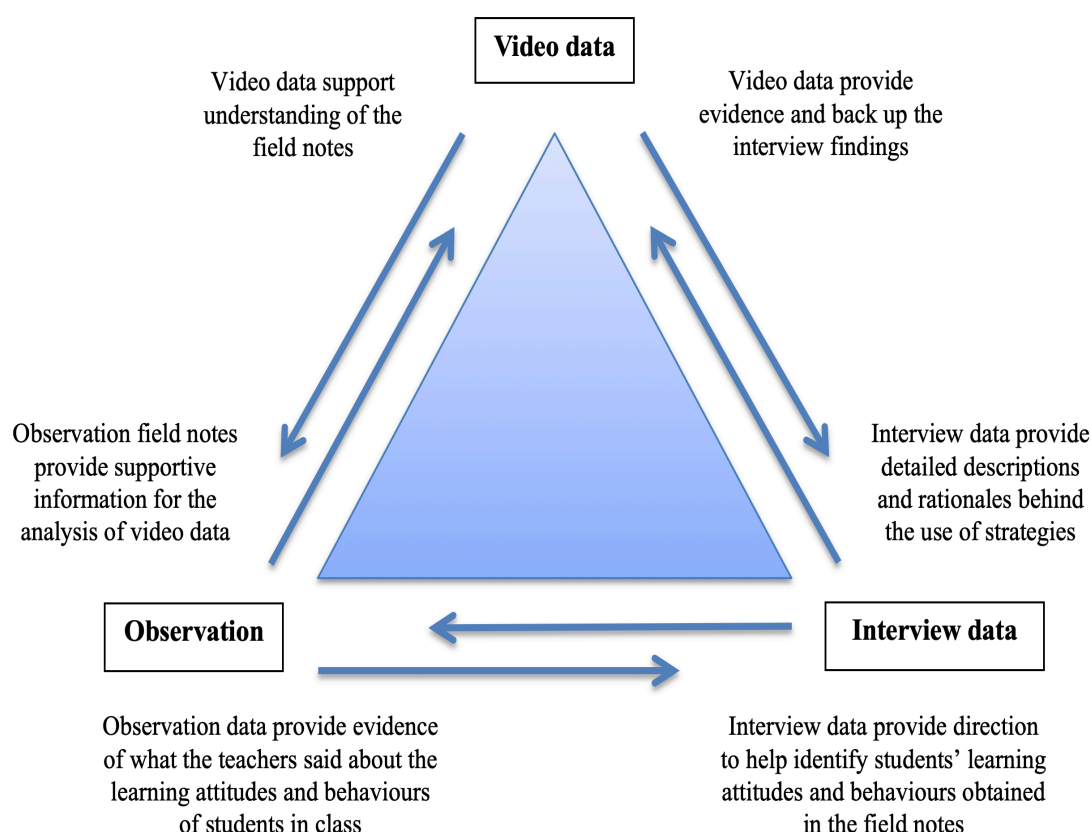 Video data
Video data support
understanding of the
field notes
Video data provide
evidence and back up the
interview findings
Observation field notes
provide supportive
information for the
analysis of video data
Interview data provide
detailed descriptions
and rationales behind
the use of strategies
Observation
Interview data
Observation data provide evidence
of what the teachers said about the
learning attitudes and behaviours
of students in class
Interview data provide direction
to help identify students’ learning
attitudes and behaviours obtained
in the field notes